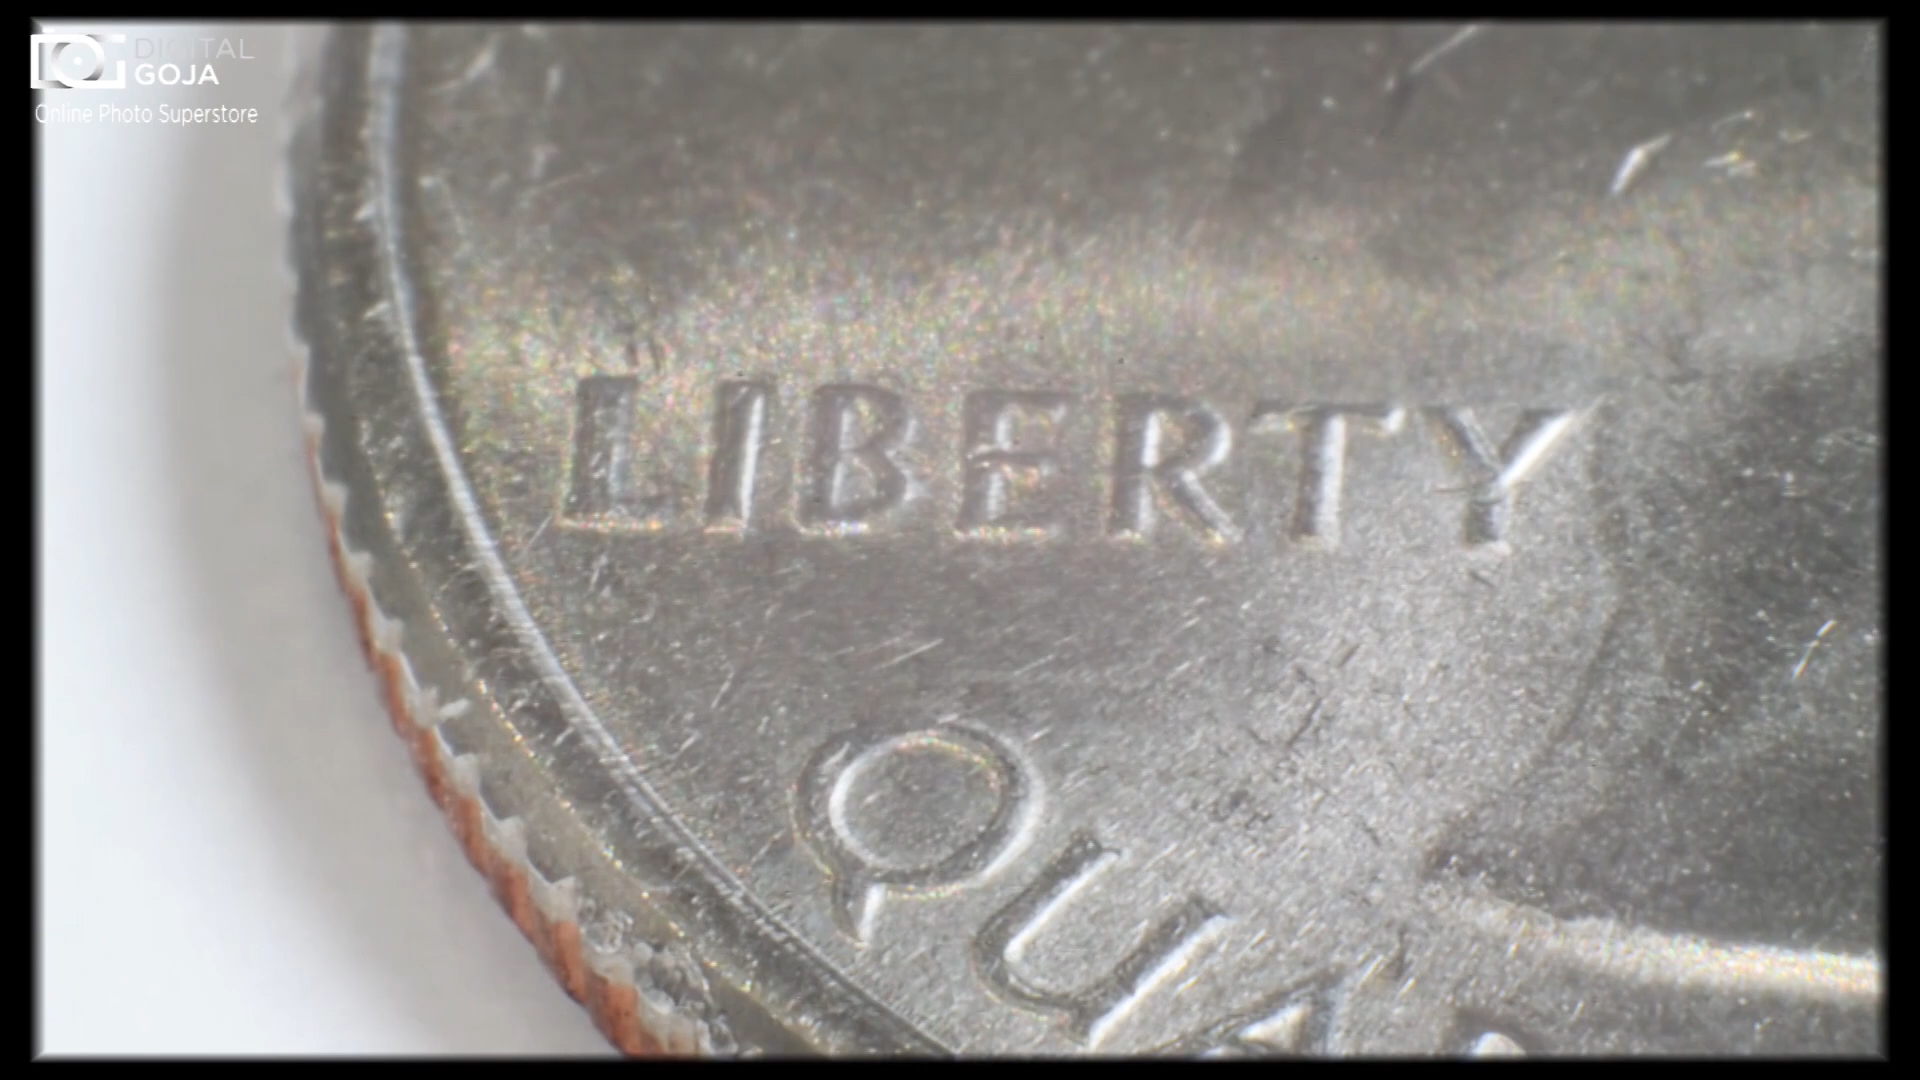 DIGITAL
GOJA
Online Photo Superstore
LIBERTY
QUA